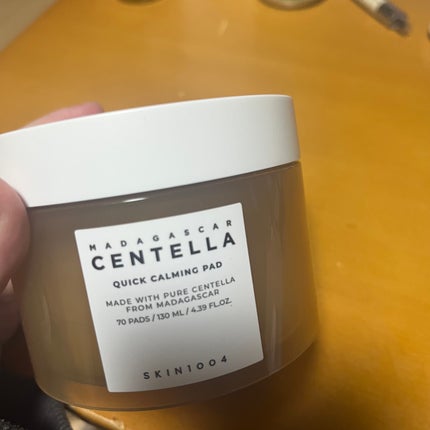 MADAGASCAR
CENTELLA
QUICK CALMING PAD
MADE WITH PURE CENTELLA
FROM MADAGASCAR
70 PADS / 130 ML / 4.39 FL.OZ.
SKIN1004